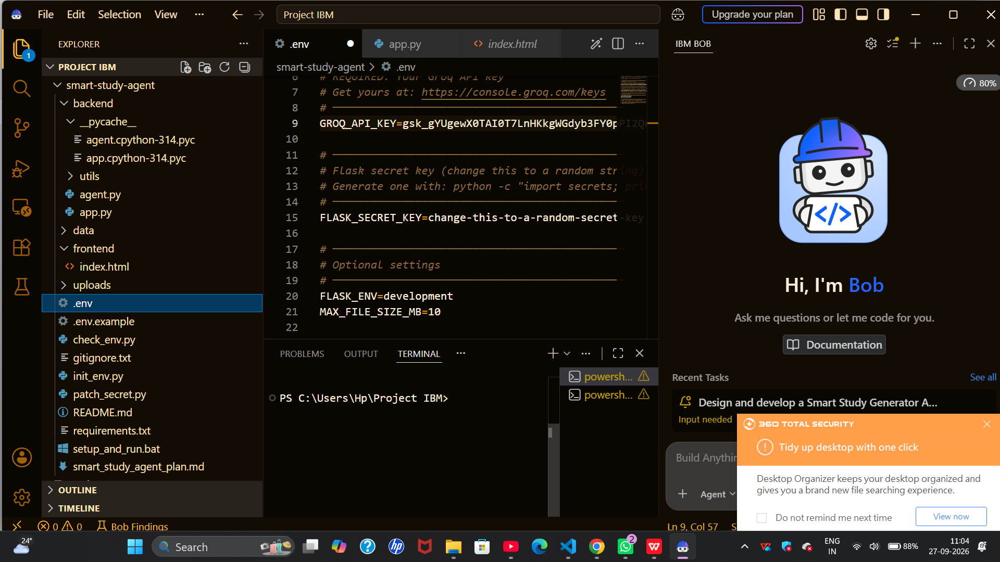 File Edit Selection View ··· Project IBM Upgrade your plan
EXPLORER
PROJECT IBM
smart-study-agent
backend
__pycache__
agent.cpython-314.pyc
app.cpython-314.pyc
utils
agent.py
app.py
data
frontend
index.html
uploads
.env
.env.example
check_env.py
gitignore.txt
init_env.py
patch_secret.py
README.md
requirements.txt
setup_and_run.bat
smart_study_agent_plan.md
OUTLINE
TIMELINE
1
.env app.py index.html
smart-study-agent > .env
6 # REQUIRED: Your Groq API key
7 # Get yours at: https://console.groq.com/keys
8 #
9 GROQ_API_KEY=
10
11 #
12 # Flask secret key (change this to a random string)
13 # Generate one with: python -c "import secrets; pri
14 #
15 FLASK_SECRET_KEY=change-this-to-a-random-secret-key
16
17 #
18 # Optional settings
19 #
20 FLASK_ENV=development
21 MAX_FILE_SIZE_MB=10
22
PROBLEMS OUTPUT TERMINAL ···
PS C:\Users\Hp\Project IBM>
powersh...
powersh...
IBM BOB
80%
Hi, I'm Bob
Ask me questions or let me code for you.
Documentation
Recent Tasks See all
Design and develop a Smart Study Generator A...
Input needed
Build Anythin
Agent
360 TOTAL SECURITY
Tidy up desktop with one click
Desktop Organizer keeps your desktop organized and
gives you a brand new file searching experience.
Do not remind me next time View now
0 0 Bob Findings Ln 9, Col 57 S
24°
Search
2
ENG
IN
88%
11:04
27-09-2026